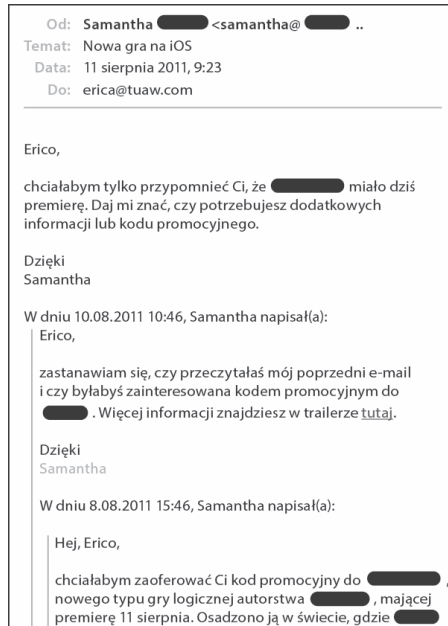 Od: Samantha <samantha@ ..
Temat: Nowa gra na iOS
Data: 11 sierpnia 2011, 9:23
Do: erica@tuaw.com
Erico,
chciałabym tylko przypomnieć Ci, że miało dziś
premierę. Daj mi znać, czy potrzebujesz dodatkowych
informacji lub kodu promocyjnego.
Dzięki
Samantha
W dniu 10.08.2011 10:46, Samantha napisał(a):
Erico,
zastanawiam się, czy przeczytałaś mój poprzedni e-mail
i czy byłabyś zainteresowana kodem promocyjnym do
. Więcej informacji znajdziesz w trailerze tutaj.
Dzięki
Samantha
W dniu 8.08.2011 15:46, Samantha napisał(a):
Hej, Erico,
chciałabym zaoferować Ci kod promocyjny do ,
nowego typu gry logicznej autorstwa , mającej
premierę 11 sierpnia. Osadzono ją w świecie, gdzie